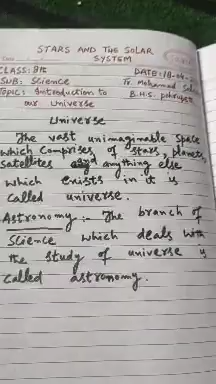 STARS AND THE SOLAR
SYSTEM
CLASS: 8th
DATE: 18-04-
SUB: Science
Tr. Mohamad
Topic: Introduction to
our universe
B.H.S.
Universe
The vast unimaginable space
which comprises of stars, planets,
satellites and anything else
which exists in it is
called universe.
Astronomy :- The branch of
science which deals with
the study of universe is
called astronomy.